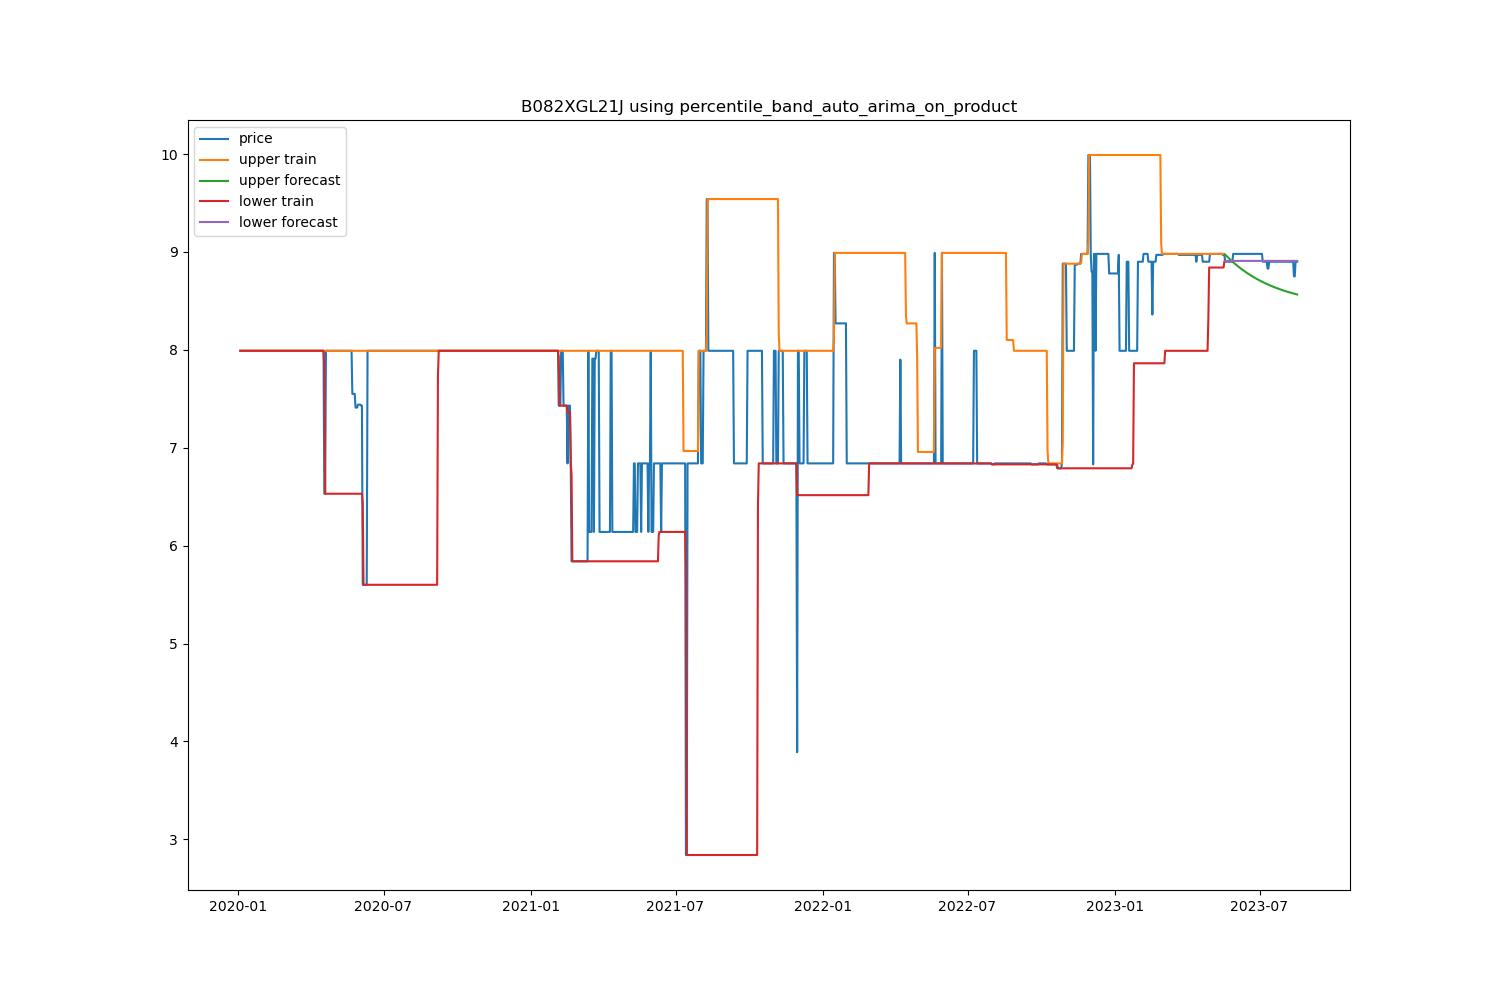 B082XGL21J using percentile_band_auto_arima_on_product
price
upper train
upper forecast
lower train
lower forecast
10
9
8
7
6
5
4
3
2020-01 2020-07 2021-01 2021-07 2022-01 2022-07 2023-01 2023-07